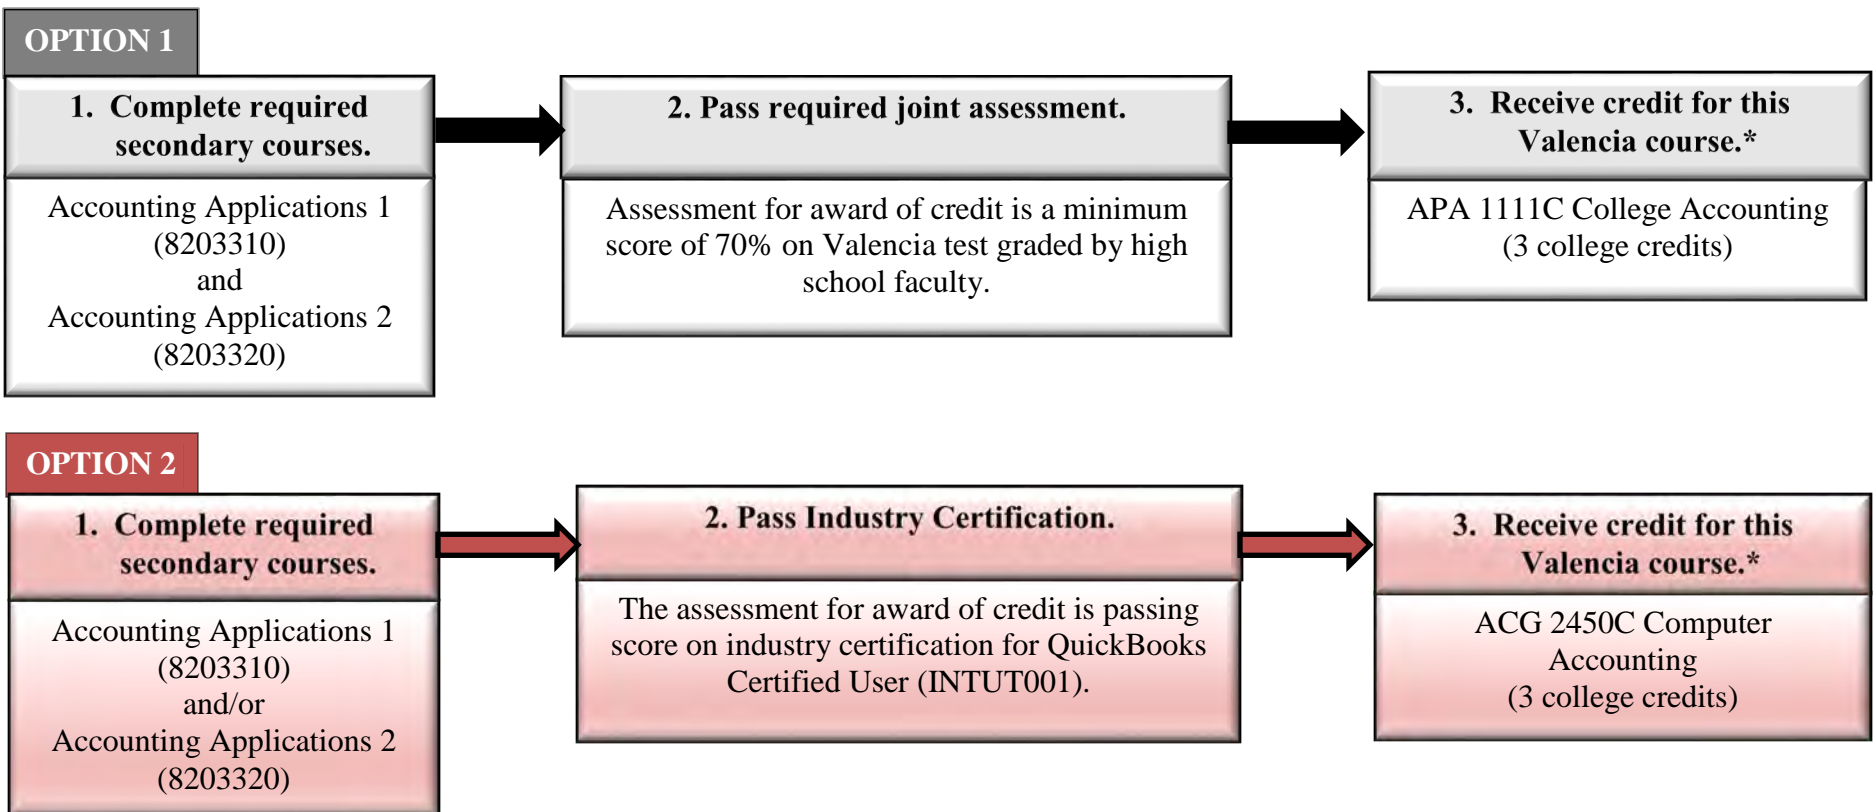 OPTION 1
1. Complete required
secondary courses.
Accounting Applications 1
(8203310)
and
Accounting Applications 2
(8203320)
2. Pass required joint assessment.
Assessment for award of credit is a minimum
score of 70% on Valencia test graded by high
school faculty.
3. Receive credit for this
Valencia course.*
APA 1111C College Accounting
(3 college credits)
OPTION 2
1. Complete required
secondary courses.
Accounting Applications 1
(8203310)
and/or
Accounting Applications 2
(8203320)
2. Pass Industry Certification.
The assessment for award of credit is passing
score on industry certification for QuickBooks
Certified User (INTUT001).
3. Receive credit for this
Valencia course.*
ACG 2450C Computer
Accounting
(3 college credits)